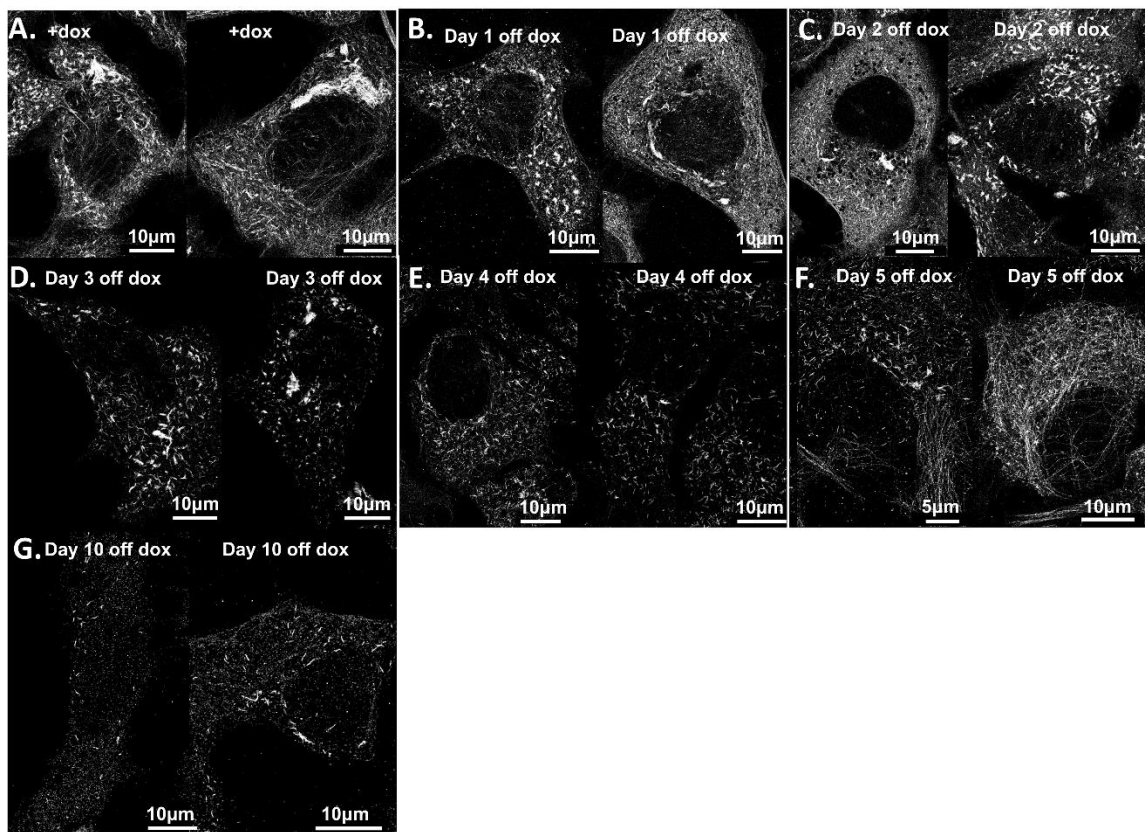 A. +dox +dox
10µm 10µm
B. Day 1 off dox Day 1 off dox
10µm 10µm
C. Day 2 off dox Day 2 off dox
10µm 10µm
D. Day 3 off dox Day 3 off dox
10µm 10µm
E. Day 4 off dox Day 4 off dox
10µm 10µm
F. Day 5 off dox Day 5 off dox
5µm 10µm
G. Day 10 off dox Day 10 off dox
10µm 10µm